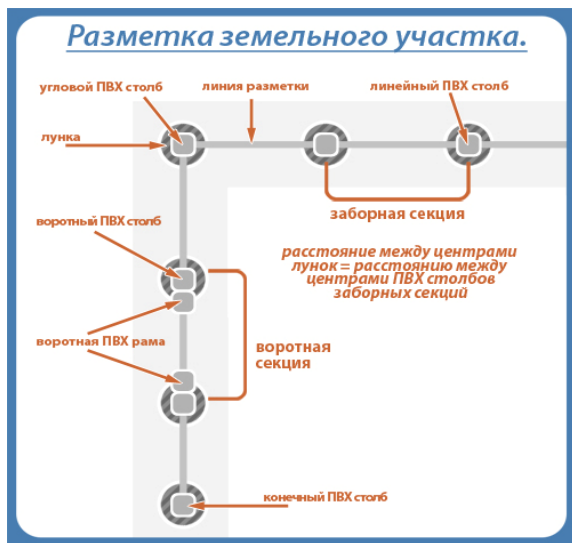 Разметка земельного участка.
угловой ПВХ столб
линия разметки
линейный ПВХ столб
лунка
заборная секция
воротный ПВХ столб
расстояние между центрами
лунок = расстоянию между
центрами ПВХ столбов
заборных секций
воротная ПВХ рама
воротная
секция
конечный ПВХ столб